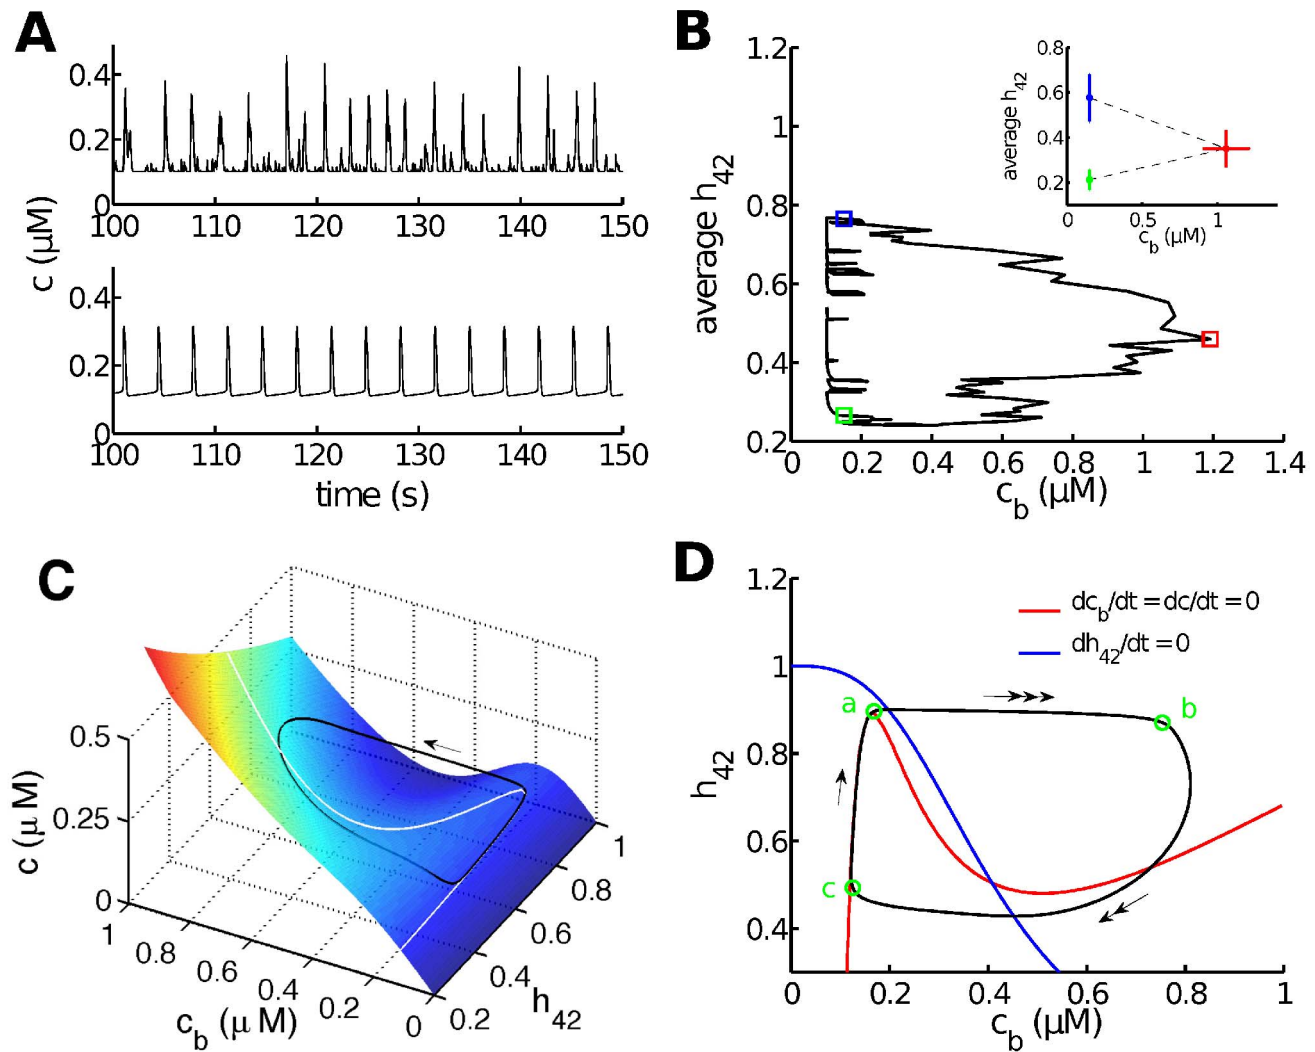 A
c (μM)
0.4
0.2
0
100 110 120 130 140 150
0.4
0.2
0
100 110 120 130 140 150
time (s)
B
average h42
1.2
1
0.8
0.6
0.4
0.2
0 0.2 0.4 0.6 0.8 1 1.2 1.4
cb (μM)
average h42
0.8
0.6
0.4
0.2
0 0.5 1
cb (μM)
C
c (μ M)
0.5
0.25
0
1 0.8 0.6 0.4 0.2 0
cb (μ M)
0.2 0.4 0.6 0.8 1
h42
D
h42
1.2
1
0.8
0.6
0.4
0 0.2 0.4 0.6 0.8 1
cb (μM)
dcb/dt = dc/dt = 0
dh42/dt = 0
a
b
c